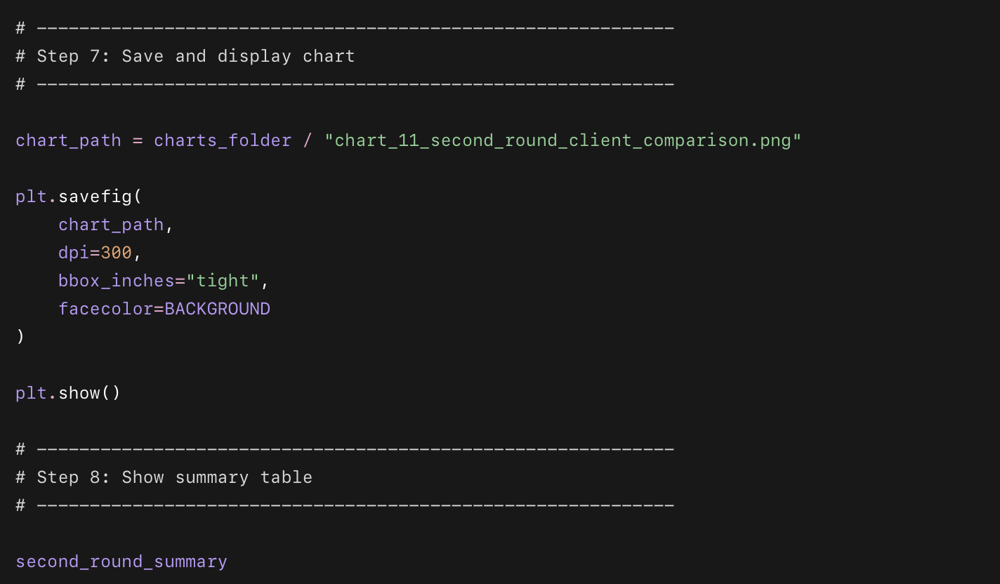 # ------------------------------------------------------------
# Step 7: Save and display chart
# ------------------------------------------------------------
chart_path = charts_folder / "chart_11_second_round_client_comparison.png"
plt.savefig(
    chart_path,
    dpi=300,
    bbox_inches="tight",
    facecolor=BACKGROUND
)
plt.show()
# ------------------------------------------------------------
# Step 8: Show summary table
# ------------------------------------------------------------
second_round_summary